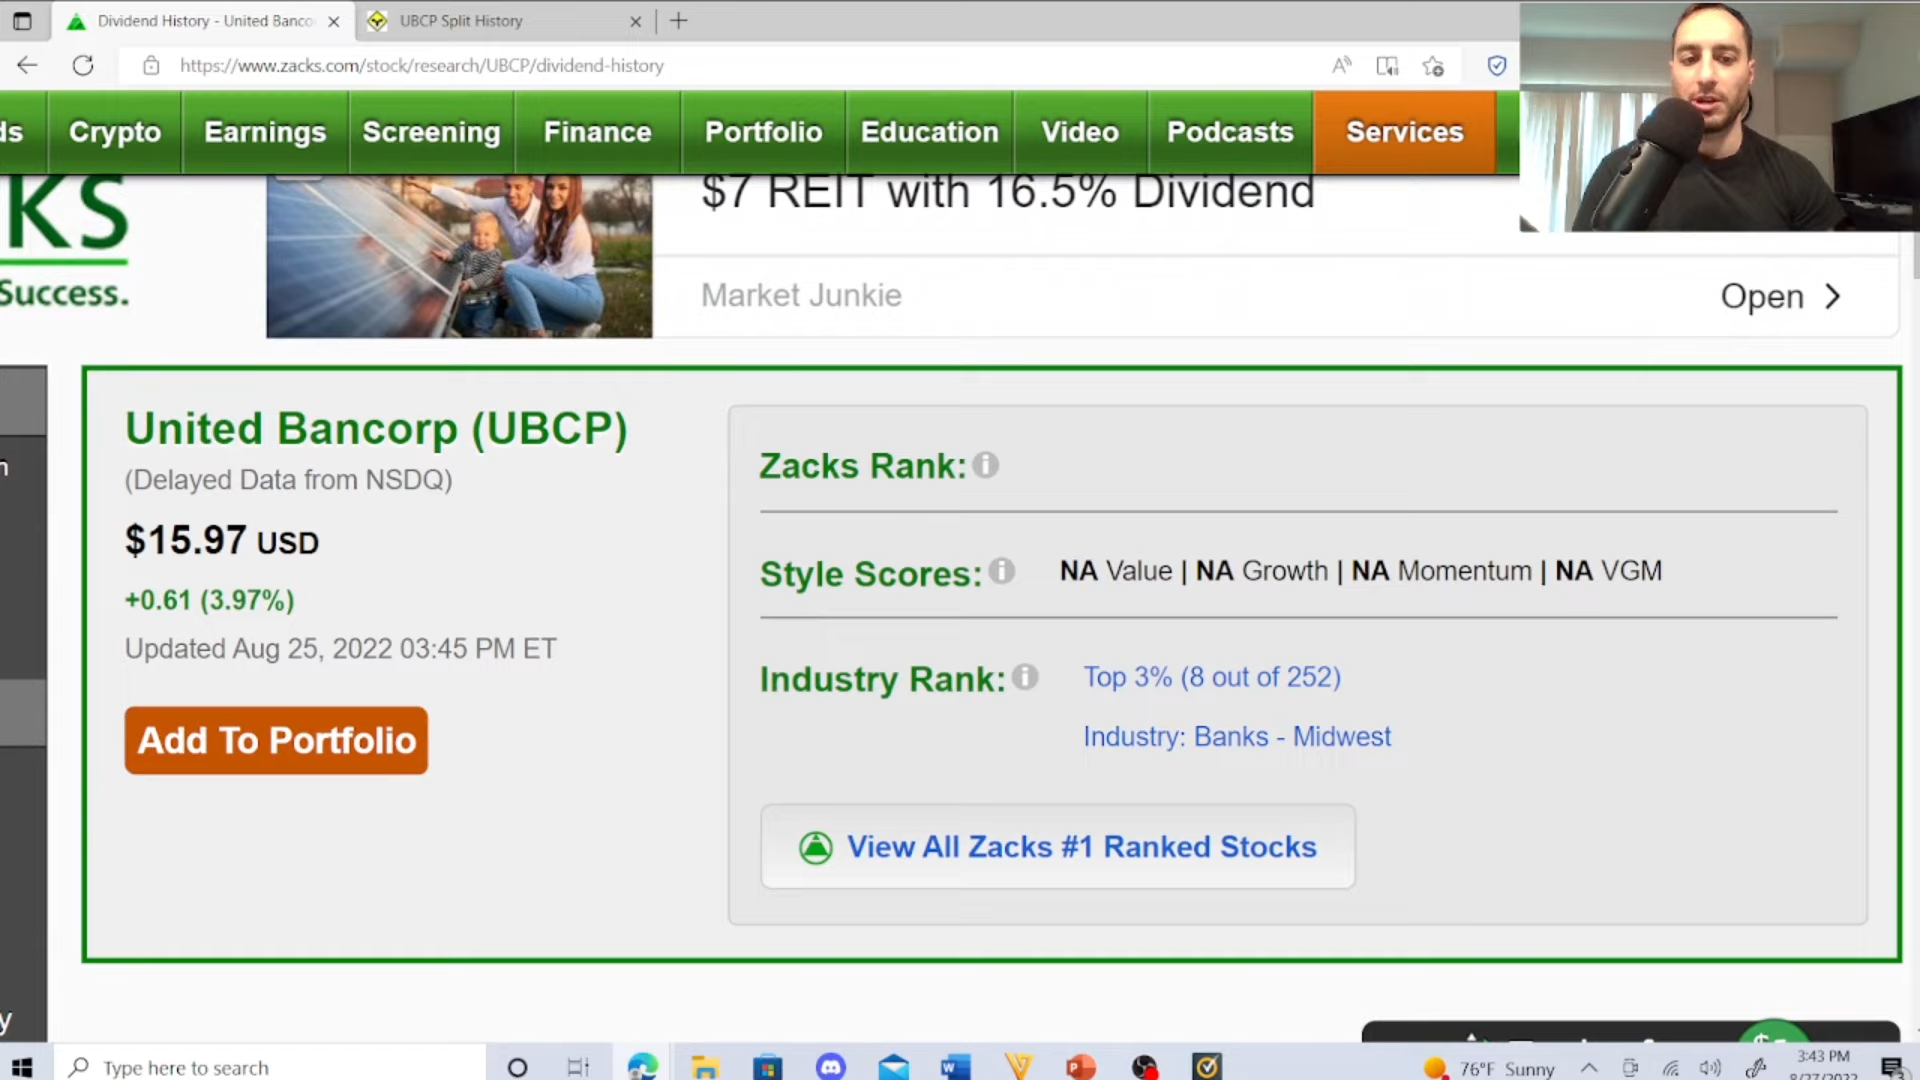 Dividend History - United Banco
UBCP Split History
https://www.zacks.com/stock/research/UBCP/dividend-history
ds
Crypto
Earnings
Screening
Finance
Portfolio
Education
Video
Podcasts
Services
KS
Success.
$7 REIT with 16.5% Dividend
Market Junkie
Open
United Bancorp (UBCP)
(Delayed Data from NSDQ)
$15.97 USD
+0.61 (3.97%)
Updated Aug 25, 2022 03:45 PM ET
Add To Portfolio
Zacks Rank:
Style Scores:
NA Value | NA Growth | NA Momentum | NA VGM
Industry Rank:
Top 3% (8 out of 252)
Industry: Banks - Midwest
View All Zacks #1 Ranked Stocks
n
y
Type here to search
76°F Sunny
3:43 PM
8/27/2022